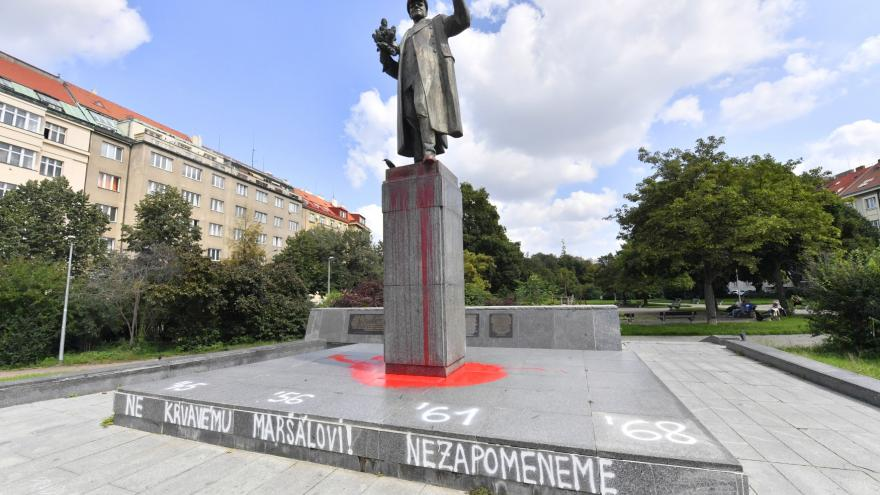 '45 '56 '61 '68
NE KRVAVÉMU MARŠÁLOVI! NEZAPOMENEME